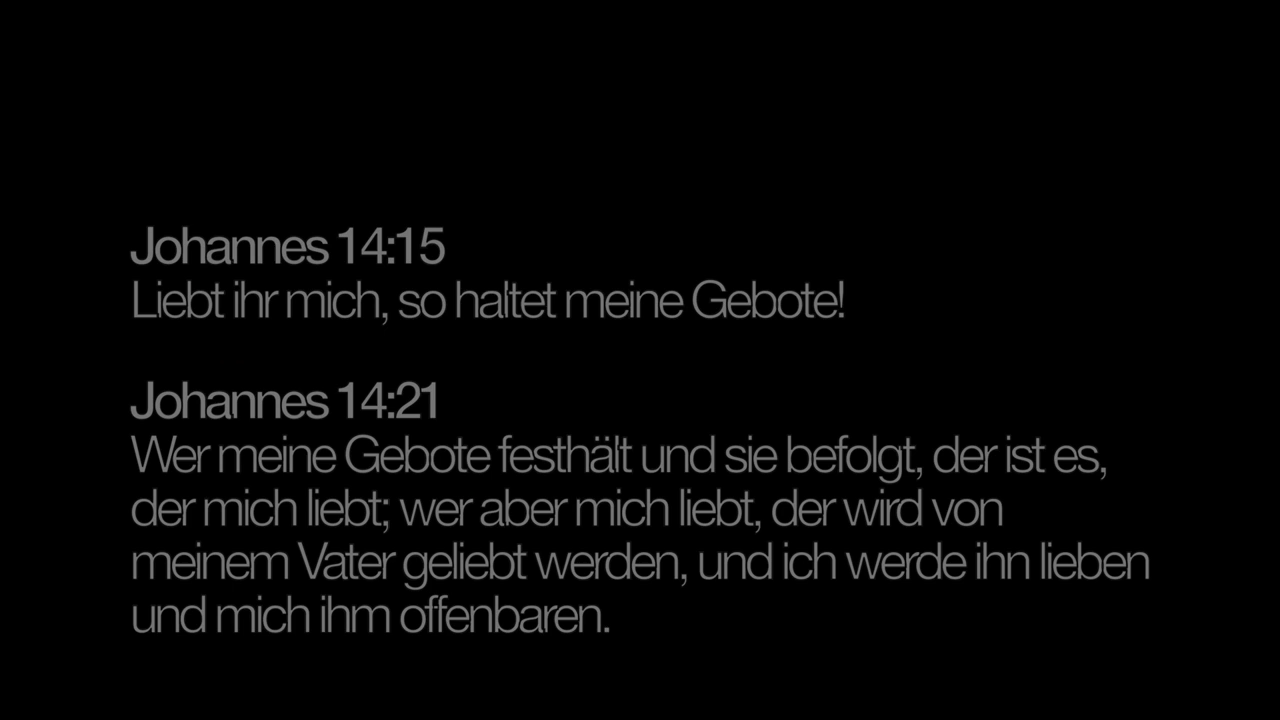 Johannes 14:15
Liebt ihr mich, so haltet meine Gebote!
Johannes 14:21
Wer meine Gebote festhält und sie befolgt, der ist es,
der mich liebt; wer aber mich liebt, der wird von
meinem Vater geliebt werden, und ich werde ihn lieben
und mich ihm offenbaren.